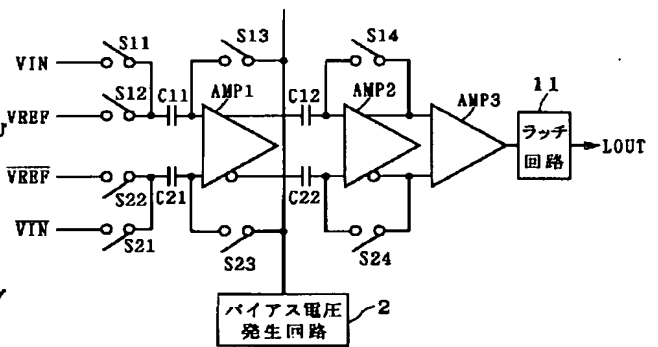 S11
S13
S14
11
VIN
S12
C11
AMP1
C12
AMP2
AMP3
VREF
ラッチ
回路
LOUT
VREF
S22
C21
C22
VIN
S21
S23
S24
バイアス電圧
発生回路
2